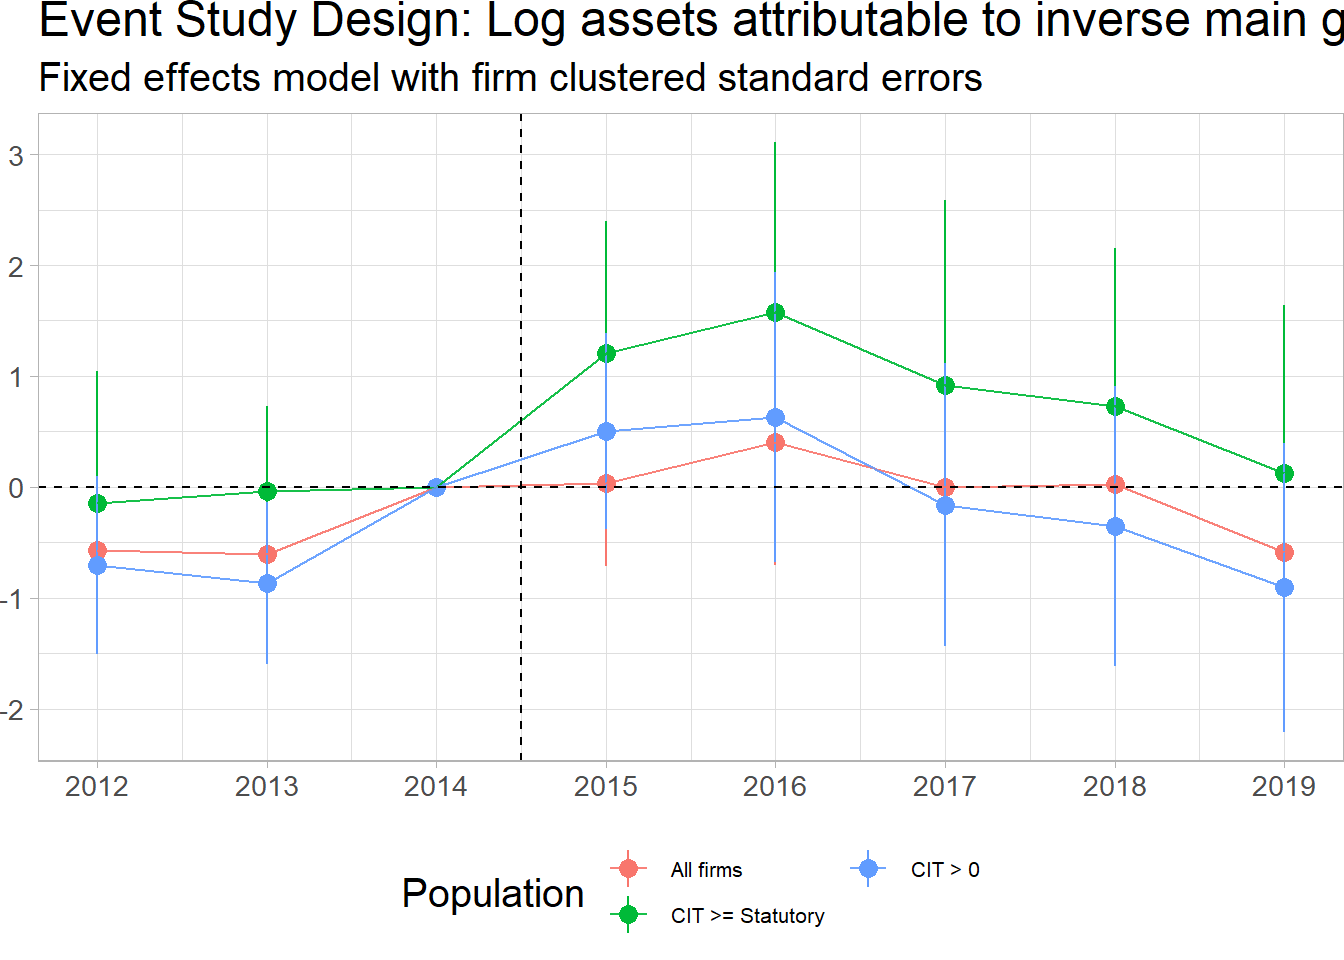 Event Study Design: Log assets attributable to inverse main
Fixed effects model with firm clustered standard errors
3
2
1
0
-1
-2
2012 2013 2014 2015 2016 2017 2018 2019
Population
All firms
CIT > 0
CIT >= Statutory